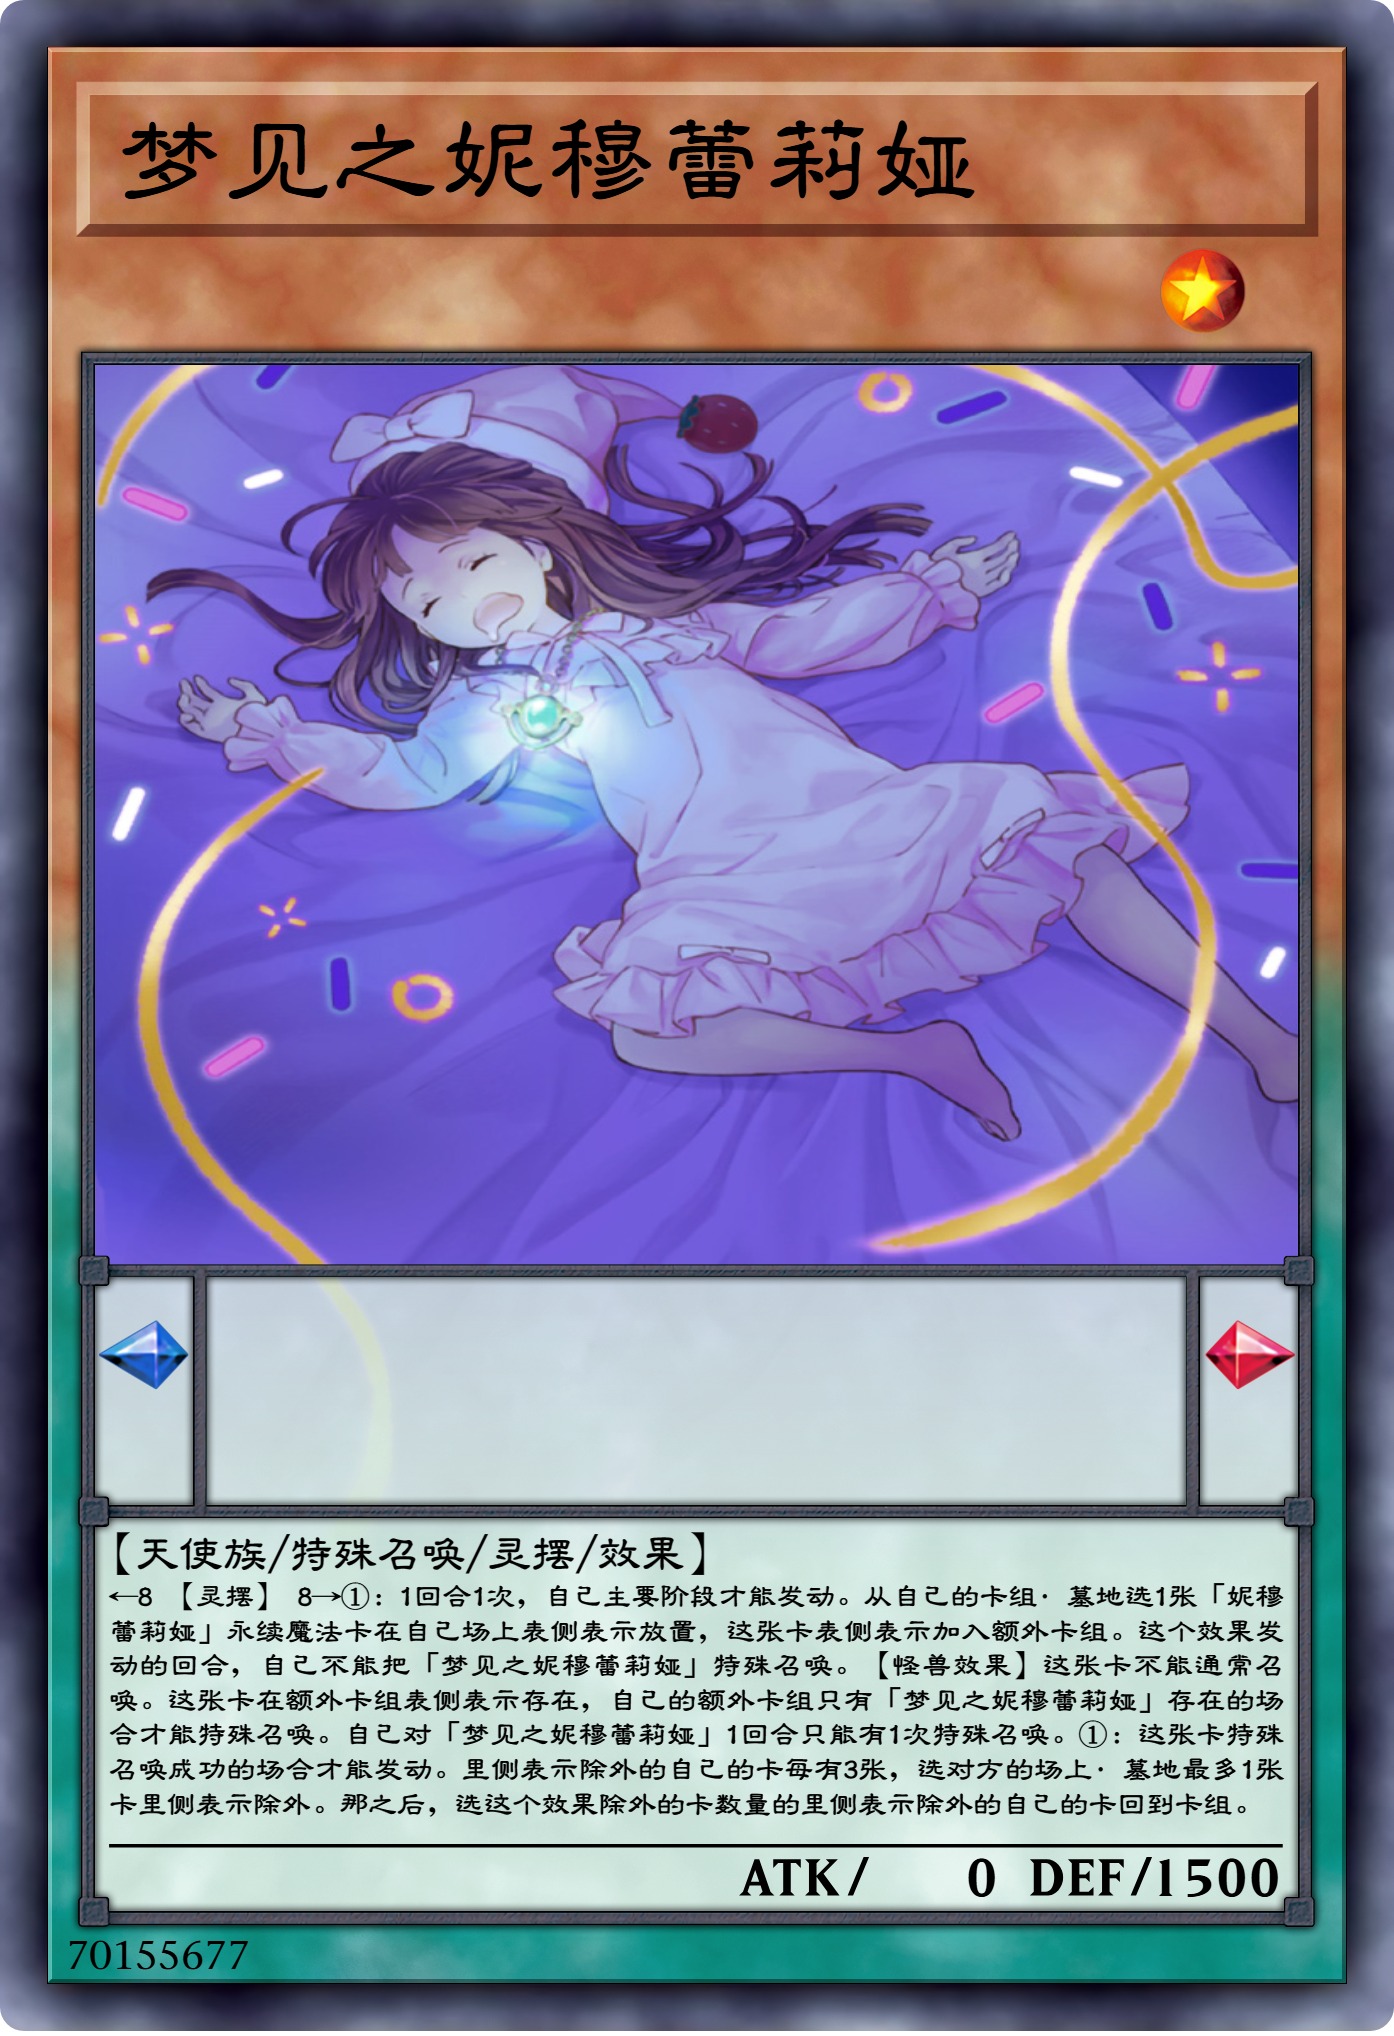 梦见之妮穆蕾莉娅
【天使族/特殊召唤/灵摆/效果】
←8 【灵摆】 8→①：1回合1次，自己主要阶段才能发动。从自己的卡组·墓地选1张「妮穆
蕾莉娅」永续魔法卡在自己场上表侧表示放置，这张卡表侧表示加入额外卡组。这个效果发
动的回合，自己不能把「梦见之妮穆蕾莉娅」特殊召唤。【怪兽效果】这张卡不能通常召
唤。这张卡在额外卡组表侧表示存在，自己的额外卡组只有「梦见之妮穆蕾莉娅」存在的场
合才能特殊召唤。自己对「梦见之妮穆蕾莉娅」1回合只能有1次特殊召唤。①：这张卡特殊
召唤成功的场合才能发动。里侧表示除外的自己的卡每有3张，选对方的场上·墓地最多1张
卡里侧表示除外。那之后，选这个效果除外的卡数量的里侧表示除外的自己的卡回到卡组。
ATK/ 0 DEF/1500
70155677